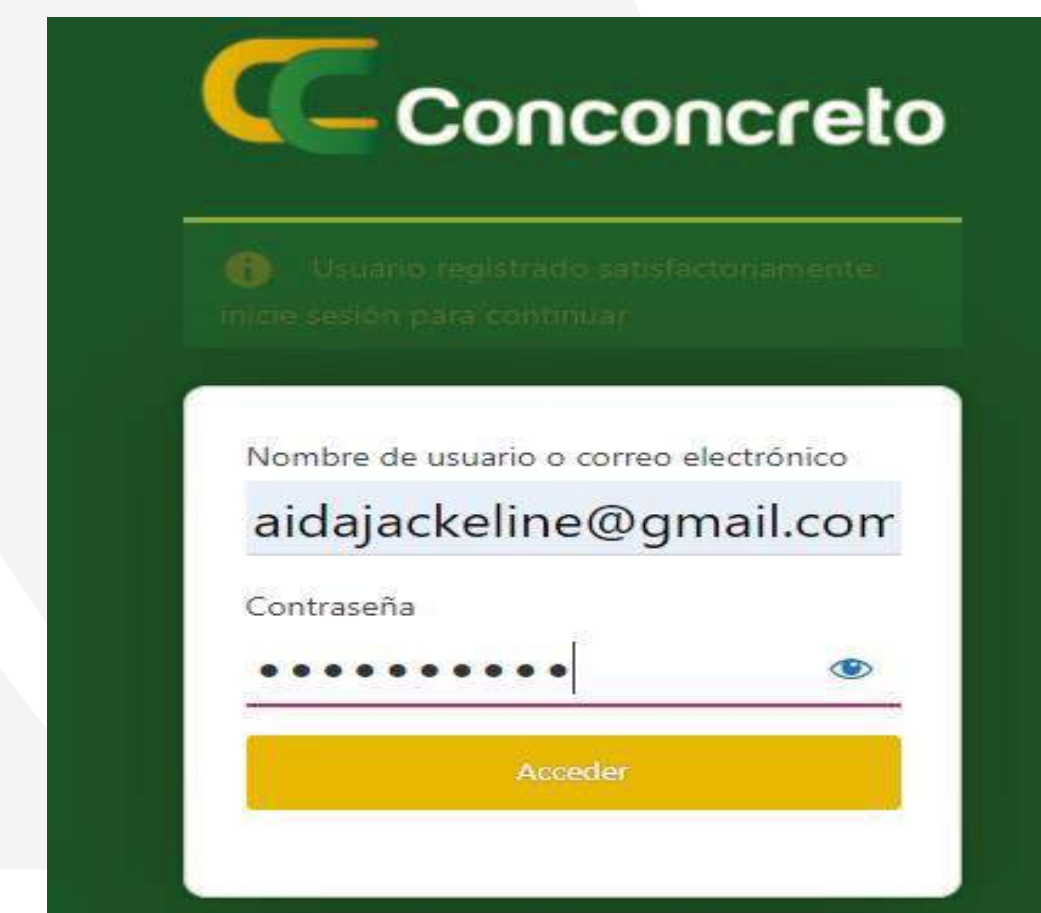 Conconcreto
Usuario registrado satisfactoriamente,
inicie sesión para continuar
Nombre de usuario o correo electrónico
aidajackeline@gmail.com
Contraseña
••••••••••
Acceder